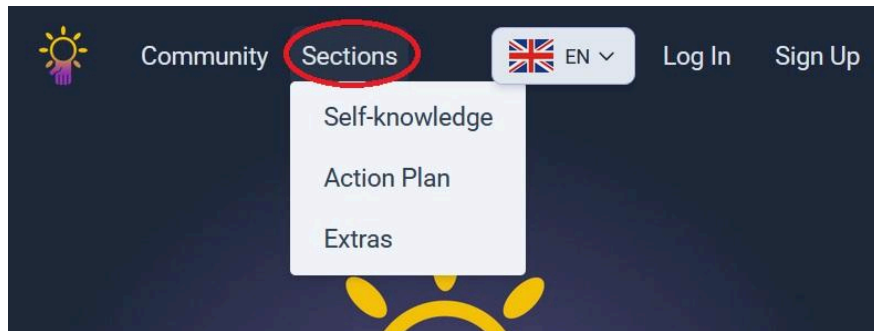 Community Sections EN Log In Sign Up
Self-knowledge
Action Plan
Extras